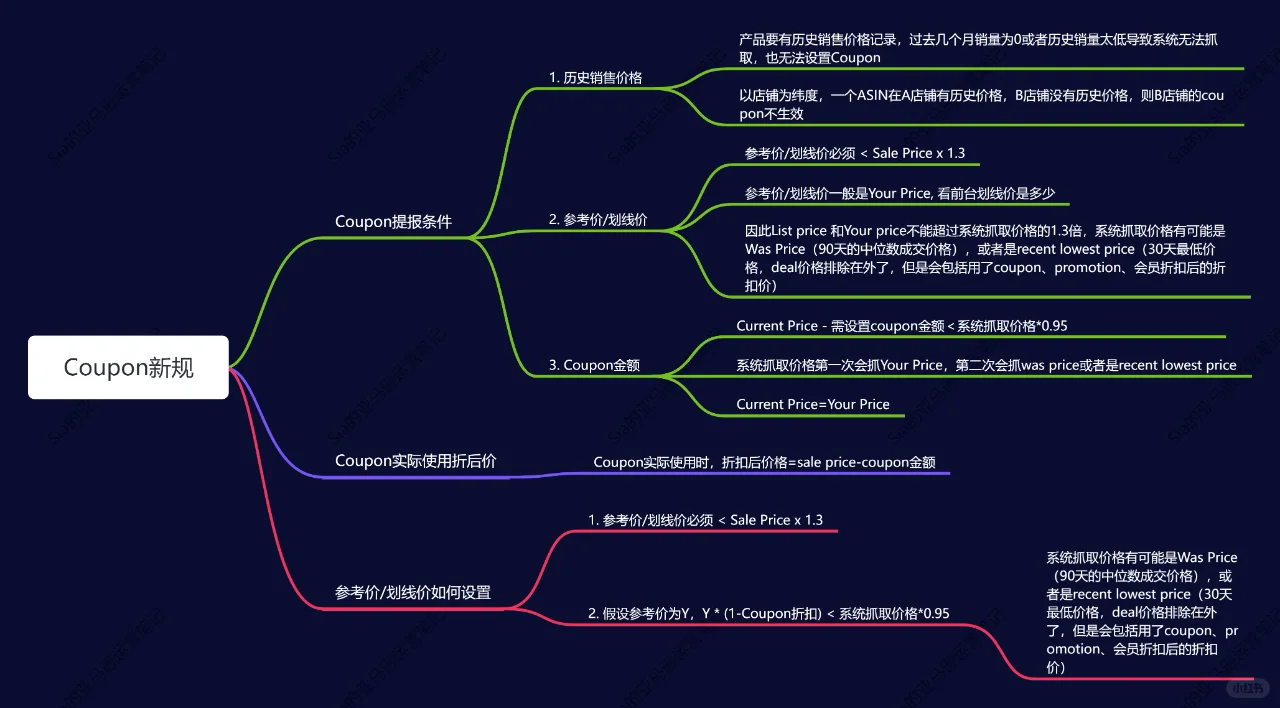 Coupon新规
Coupon提报条件
1. 历史销售价格
产品要有历史销售价格记录，过去几个月销量为0或者历史销量太低导致系统无法抓
取，也无法设置Coupon
以店铺为纬度，一个ASIN在A店铺有历史价格，B店铺没有历史价格，则B店铺的cou
pon不生效
2. 参考价/划线价
参考价/划线价必须 < Sale Price x 1.3
参考价/划线价一般是Your Price, 看前台划线价是多少
因此List price 和Your price不能超过系统抓取价格的1.3倍，系统抓取价格有可能是
Was Price（90天的中位数成交价格），或者是recent lowest price（30天最低价
格，deal价格排除在外了，但是会包括用了coupon、promotion、会员折扣后的折
扣价）
3. Coupon金额
Current Price - 需设置coupon金额＜系统抓取价格*0.95
系统抓取价格第一次会抓Your Price，第二次会抓was price或者是recent lowest price
Current Price=Your Price
Coupon实际使用折后价
Coupon实际使用时，折扣后价格=sale price-coupon金额
参考价/划线价如何设置
1. 参考价/划线价必须 < Sale Price x 1.3
2. 假设参考价为Y，Y * (1-Coupon折扣) < 系统抓取价格*0.95
系统抓取价格有可能是Was Price
（90天的中位数成交价格），或
者是recent lowest price（30天
最低价格，deal价格排除在外
了，但是会包括用了coupon、pr
omotion、会员折扣后的折扣
价）
小红书